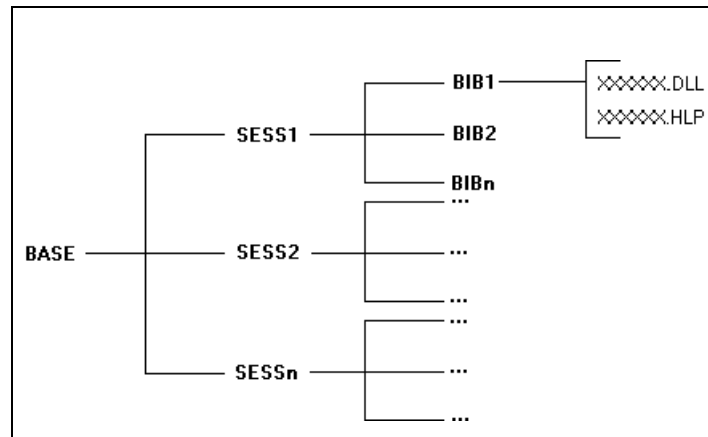 BIB1
XXXXXX.DLL
XXXXXX.HLP
SESS1
BIB2
BIBn
...
BASE
SESS2
...
...
...
SESSn
...
...